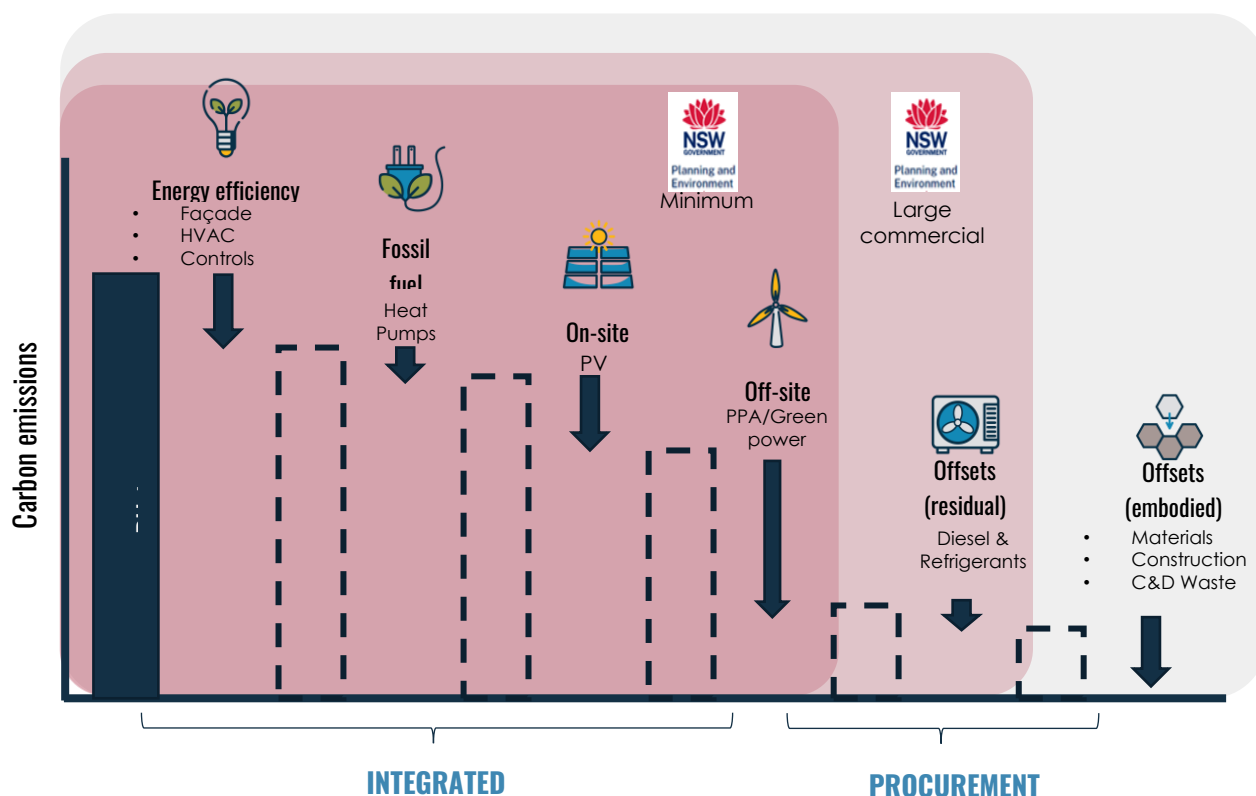 NSW
GOVERNMENT
Planning and
Environment
Minimum
NSW
GOVERNMENT
Planning and
Environment
Large
commercial
Energy efficiency
• Façade
• HVAC
• Controls
Fossil
fuel
Heat
Pumps
On-site
PV
Off-site
PPA/Green
power
Offsets
(residual)
Diesel &
Refrigerants
Offsets
(embodied)
• Materials
• Construction
• C&D Waste
Carbon emissions
INTEGRATED
PROCUREMENT